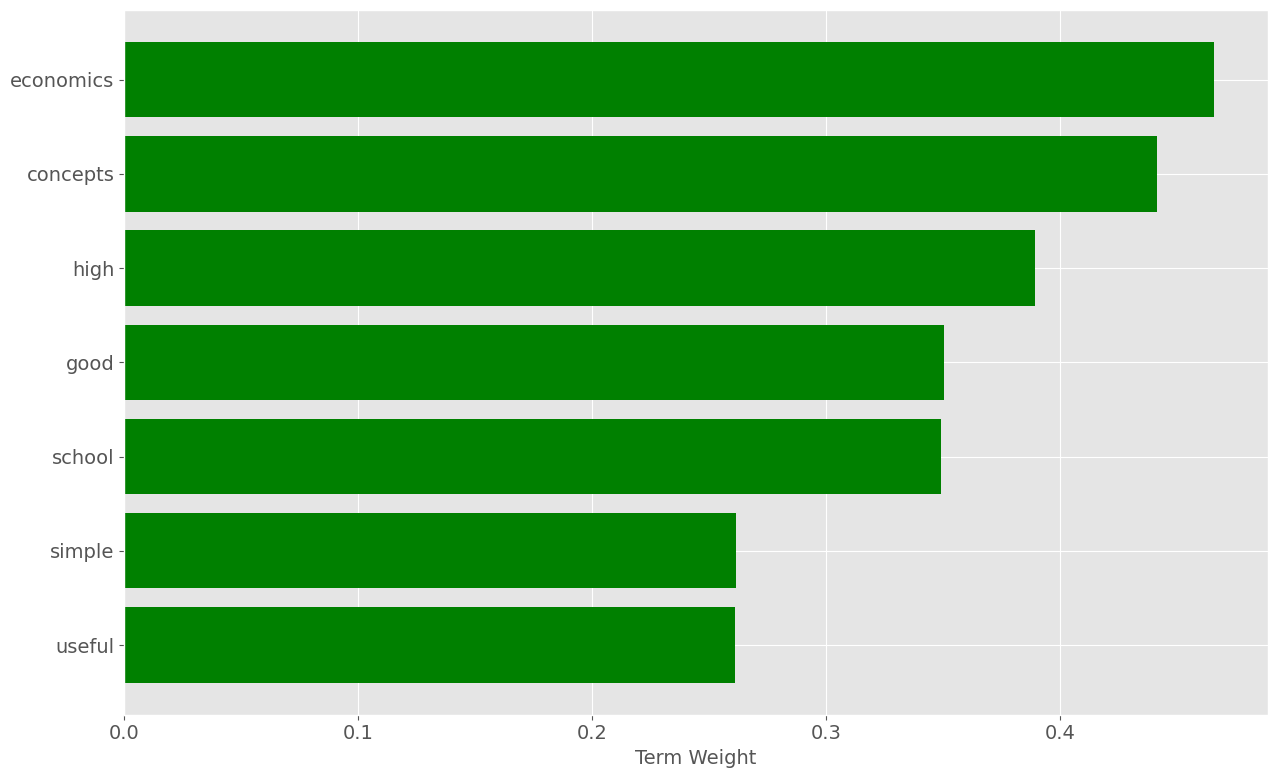 economics
concepts
high
good
school
simple
useful
0.0 0.1 0.2 0.3 0.4
Term Weight